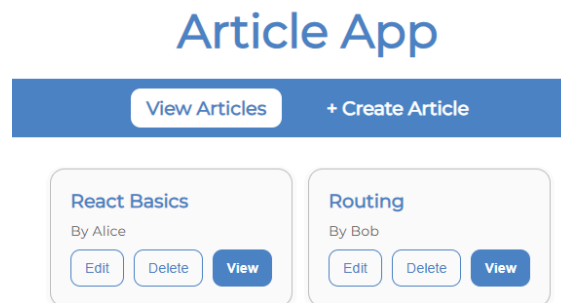 Article App
View Articles + Create Article
React Basics
By Alice
Edit Delete View
Routing
By Bob
Edit Delete View